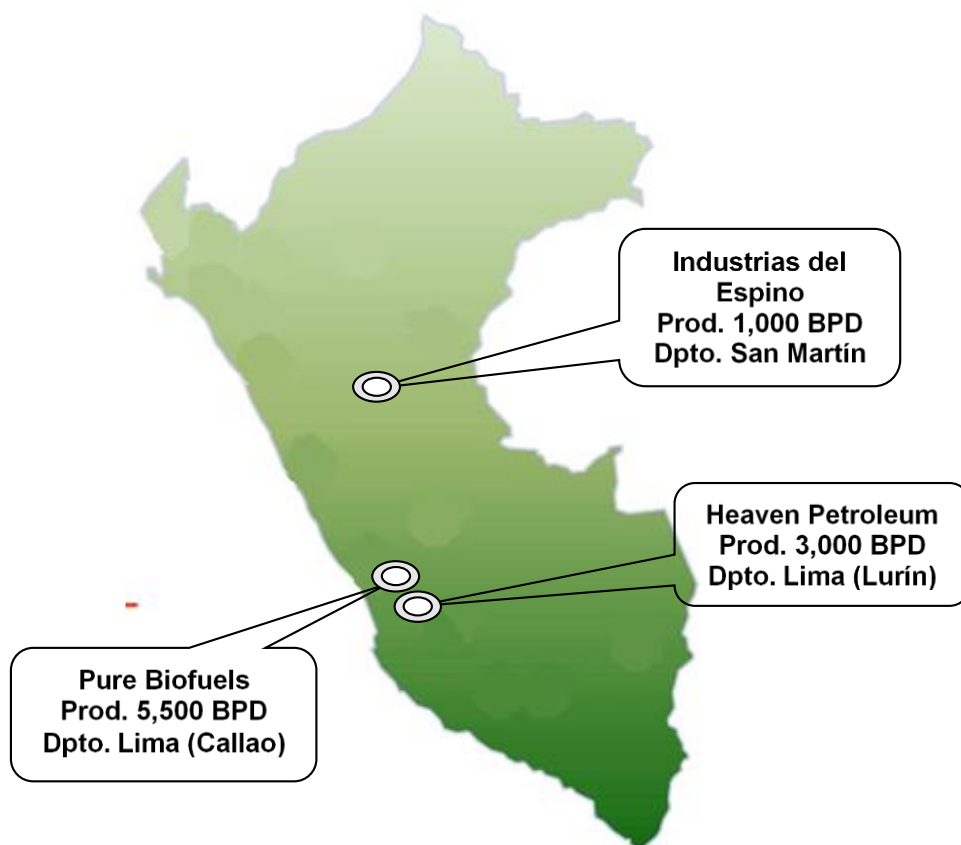 Industrias del
Espino
Prod. 1,000 BPD
Dpto. San Martín
Heaven Petroleum
Prod. 3,000 BPD
Dpto. Lima (Lurín)
Pure Biofuels
Prod. 5,500 BPD
Dpto. Lima (Callao)